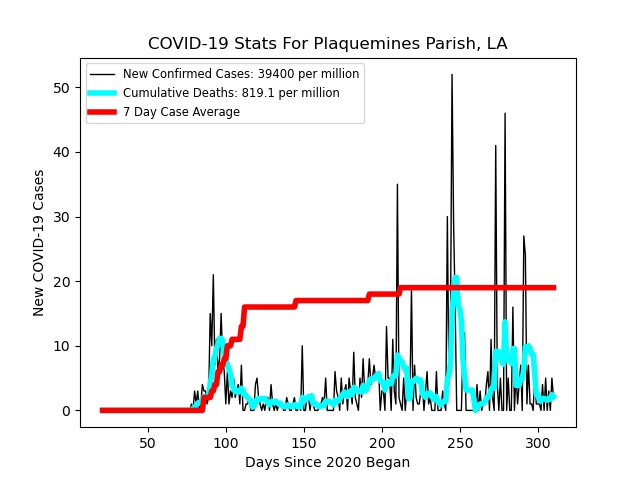 COVID-19 Stats For Plaquemines Parish, LA
New Confirmed Cases: 39400 per million
Cumulative Deaths: 819.1 per million
7 Day Case Average
New COVID-19 Cases
50
40
30
20
10
0
50 100 150 200 250 300
Days Since 2020 Began